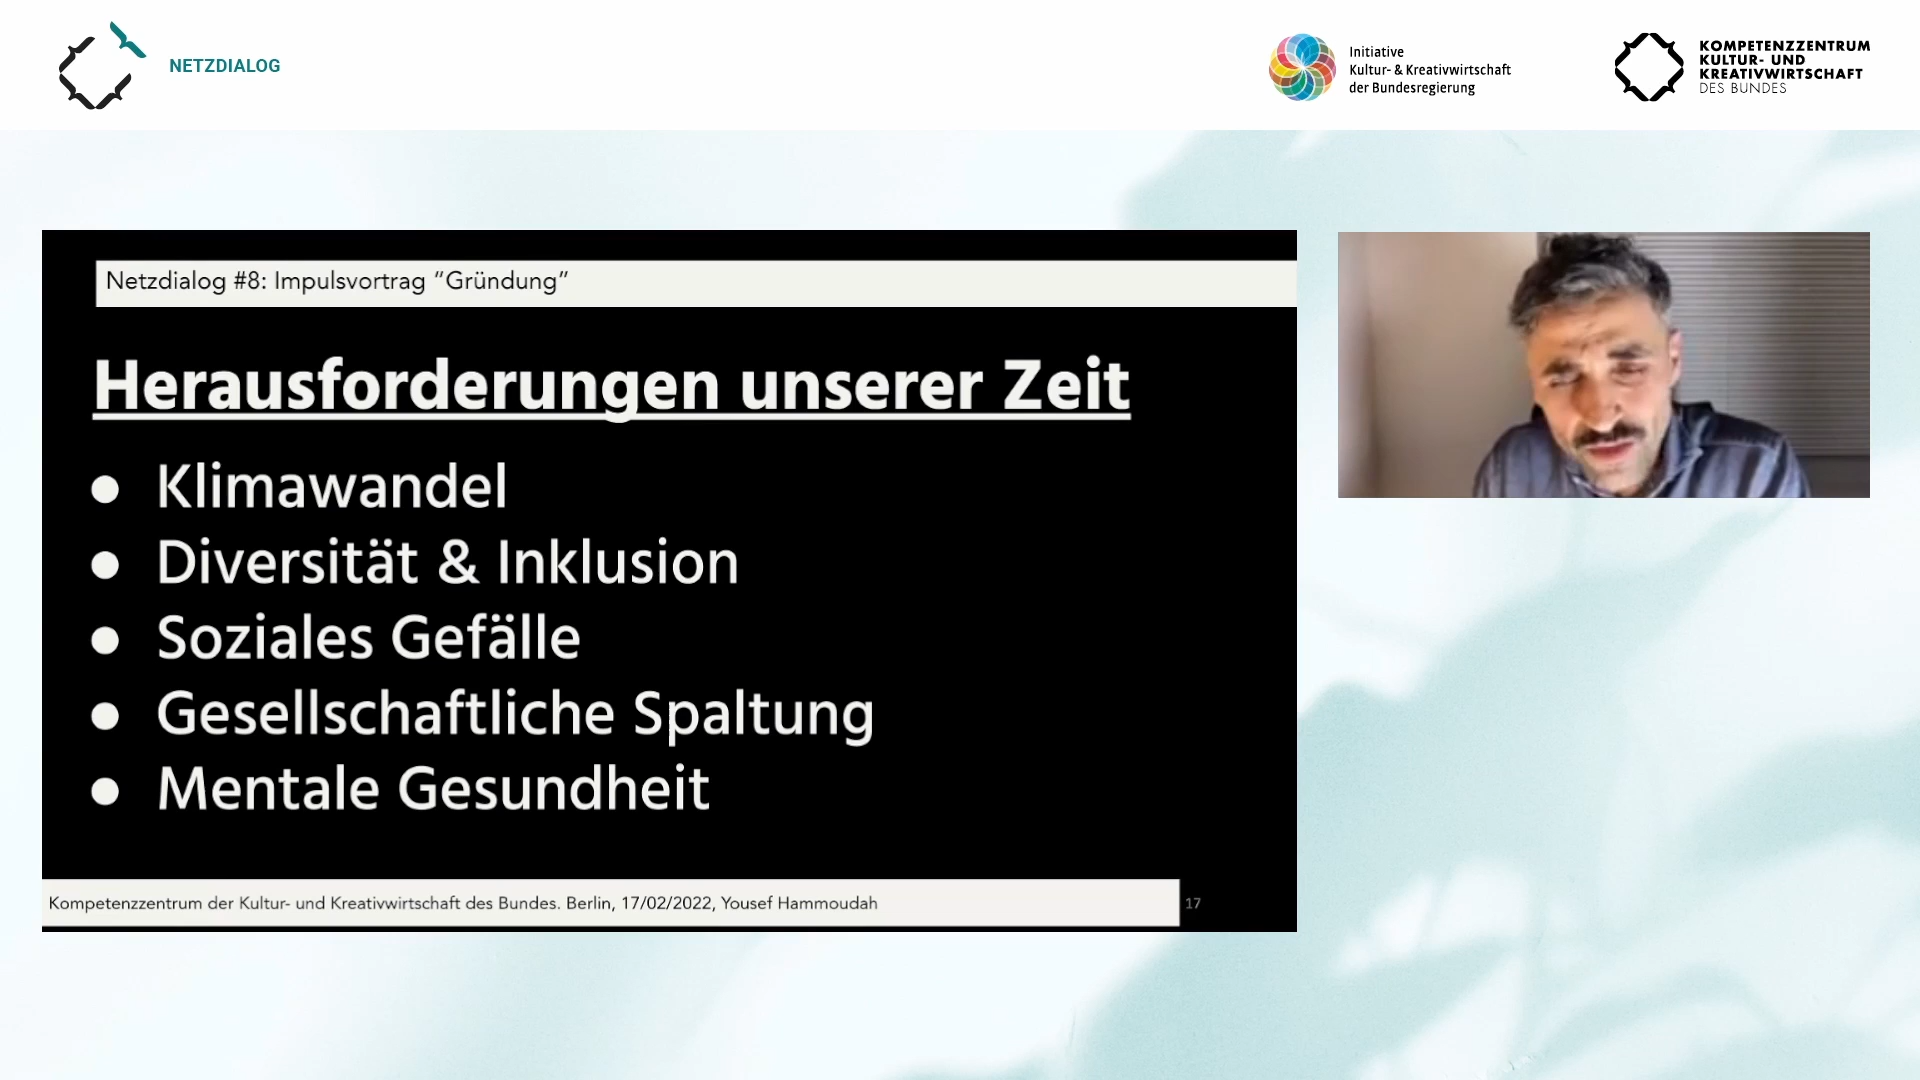 NETZDIALOG
Initiative
Kultur- & Kreativwirtschaft
der Bundesregierung
KOMPETENZZENTRUM
KULTUR- UND
KREATIVWIRTSCHAFT
DES BUNDES
Netzdialog #8: Impulsvortrag “Gründung”
Herausforderungen unserer Zeit
● Klimawandel
● Diversität & Inklusion
● Soziales Gefälle
● Gesellschaftliche Spaltung
● Mentale Gesundheit
Kompetenzzentrum der Kultur- und Kreativwirtschaft des Bundes. Berlin, 17/02/2022, Yousef Hammoudah 17